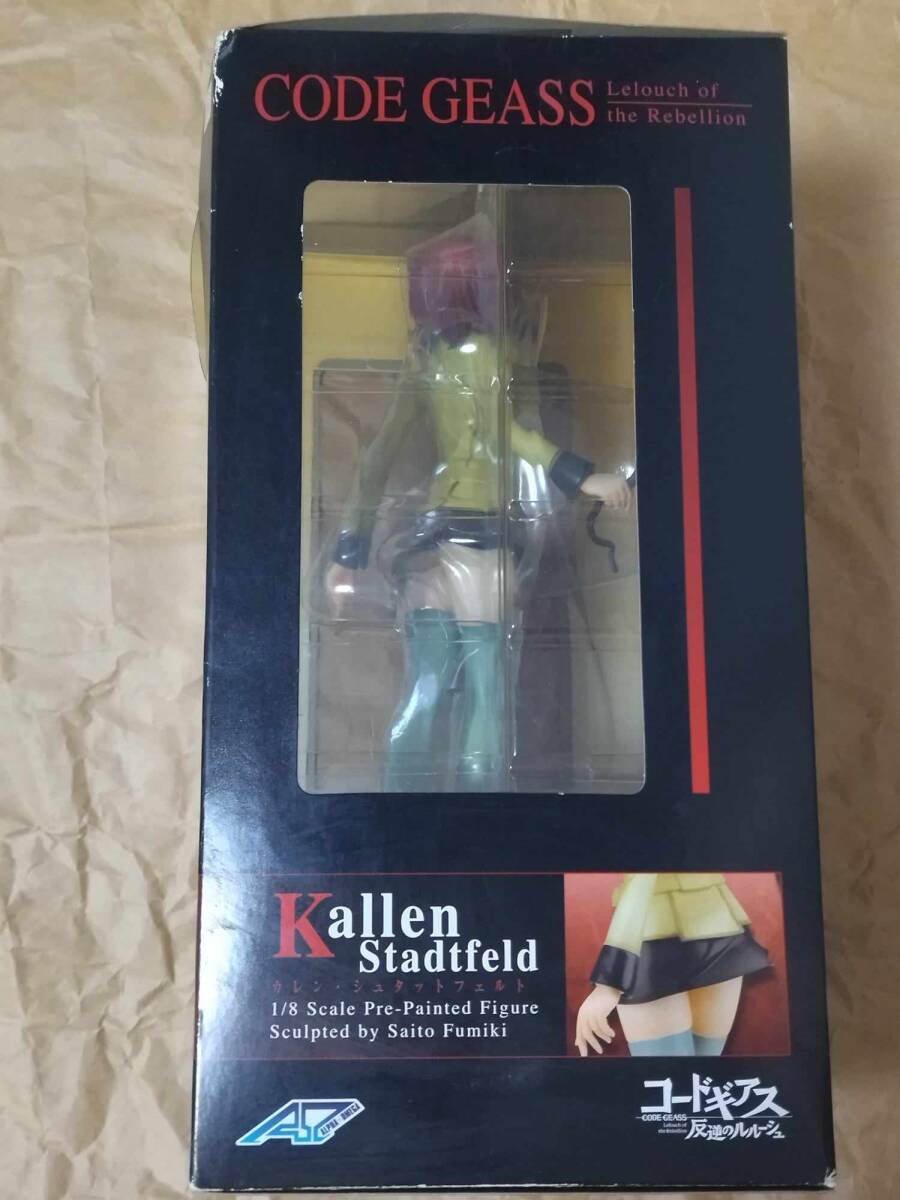 CODE GEASS
Lelouch of
the Rebellion
Kallen
Stadtfeld
カレン・シュタットフェルト
1/8 Scale Pre-Painted Figure
Sculpted by Saito Fumiki
ALPHA×OMEGA
コードギアス
CODE GEASS
Lelouch of
the Rebellion
反逆のルルーシュ